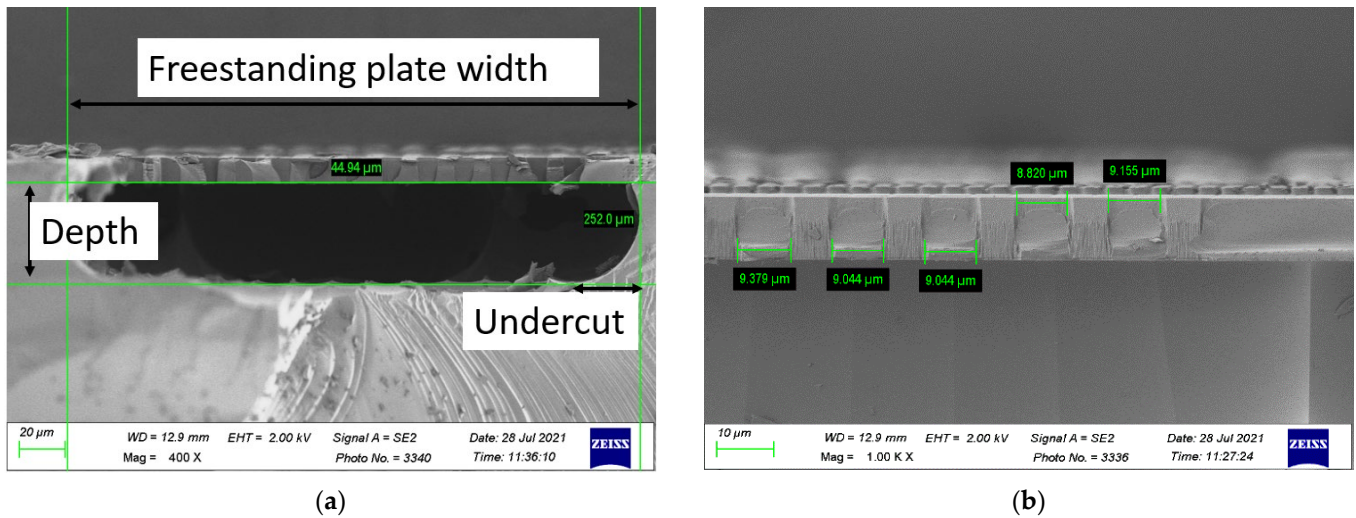 Freestanding plate width
44.94 µm
252.0 µm
Depth
Undercut
20 µm
WD = 12.9 mm EHT = 2.00 kV Signal A = SE2 Date: 28 Jul 2021
Mag = 400 X Photo No. = 3340 Time: 11:36:10
ZEISS
(a)
8.820 µm 9.155 µm
9.379 µm 9.044 µm 9.044 µm
10 µm
WD = 12.9 mm EHT = 2.00 kV Signal A = SE2 Date: 28 Jul 2021
Mag = 1.00 K X Photo No. = 3336 Time: 11:27:24
ZEISS
(b)